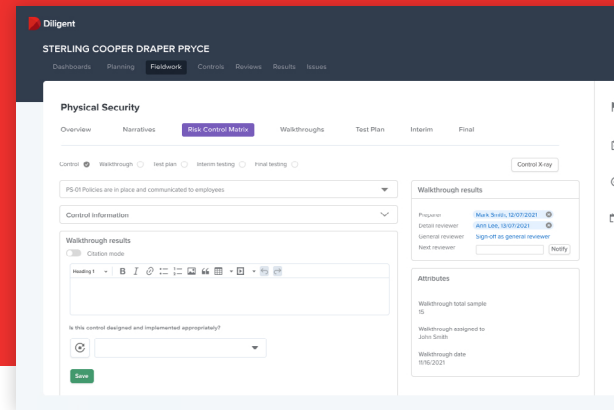 Diligent
STERLING COOPER DRAPER PRYCE
Dashboards Planning Fieldwork Controls Reviews Results Issues
Physical Security
Overview Narratives Risk Control Matrix Walkthroughs Test Plan Interim Final
Control Walkthrough Test plan Interim testing Final testing Control X-ray
PS-01 Policies are in place and communicated to employees
Control Information
Walkthrough results
Citation mode
Heading 1 B I
Is this control designed and implemented appropriately?
Save
Walkthrough results
Preparer Mark Smith, 12/07/2021
Detail reviewer Ann Lee, 13/07/2021
General reviewer Sign-off as general reviewer
Next reviewer Notify
Attributes
Walkthrough total sample
15
Walkthrough assigned to
John Smith
Walkthrough date
11/16/2021